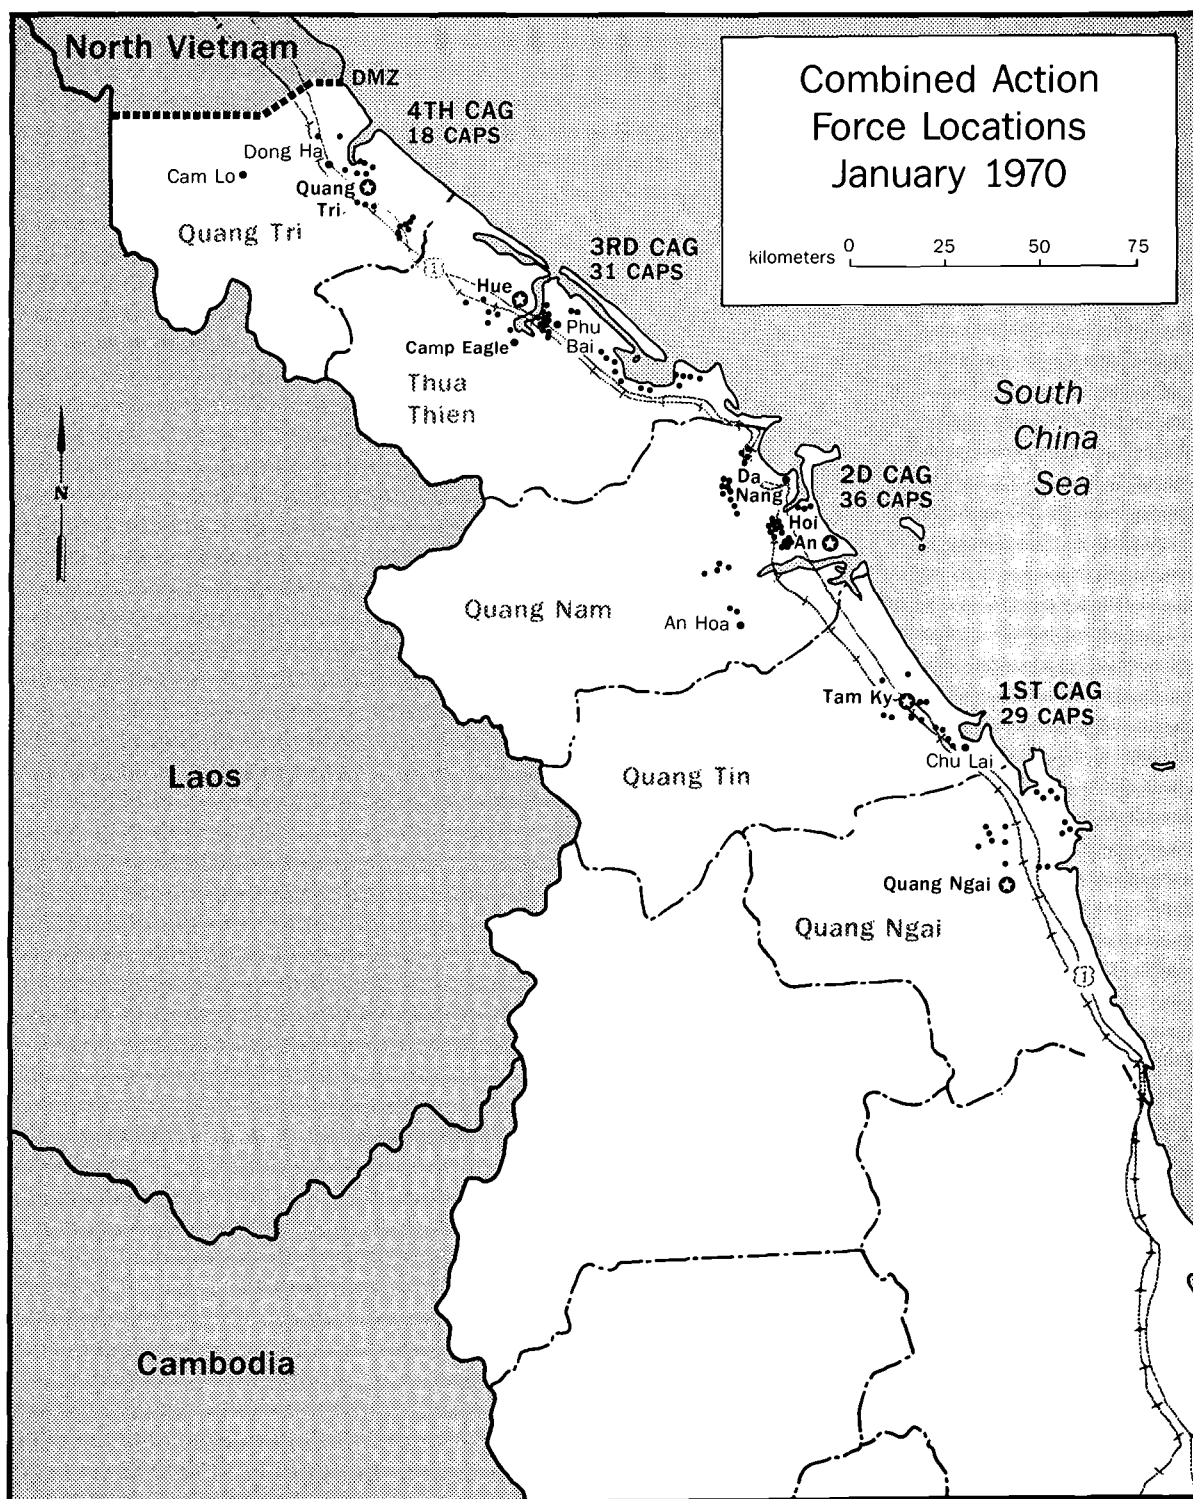 North Vietnam
DMZ
Combined Action
Force Locations
January 1970
kilometers 0 25 50 75
4TH CAG
18 CAPS
Dong Ha
Cam Lo
Quang
Tri
Quang Tri
1
3RD CAG
31 CAPS
Hue
Phu
Bai
Camp Eagle
Thua
Thien
South
China
Sea
N
2D CAG
36 CAPS
Da
Nang
Hoi
An
Quang Nam
An Hoa
1ST CAG
29 CAPS
Tam Ky
Chu Lai
Laos
Quang Tin
Quang Ngai
Quang Ngai
1
Cambodia